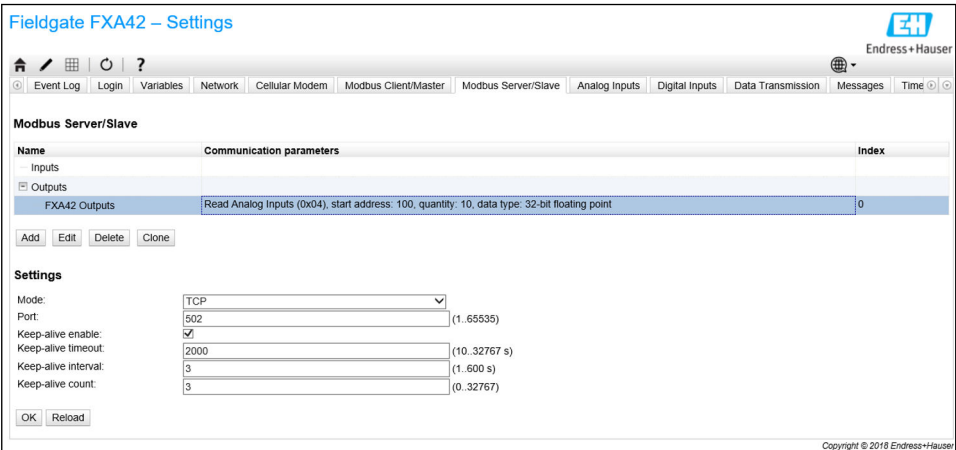 Fieldgate FXA42 – Settings
EH
Endress+Hauser
?
Event Log Login Variables Network Cellular Modem Modbus Client/Master Modbus Server/Slave Analog Inputs Digital Inputs Data Transmission Messages Time
Modbus Server/Slave
Name Communication parameters Index
Inputs
Outputs
FXA42 Outputs Read Analog Inputs (0x04), start address: 100, quantity: 10, data type: 32-bit floating point 0
Add Edit Delete Clone
Settings
Mode: TCP
Port: 502 (1..65535)
Keep-alive enable:
Keep-alive timeout: 2000 (10..32767 s)
Keep-alive interval: 3 (1..600 s)
Keep-alive count: 3 (0..32767)
OK Reload
Copyright © 2018 Endress+Hauser